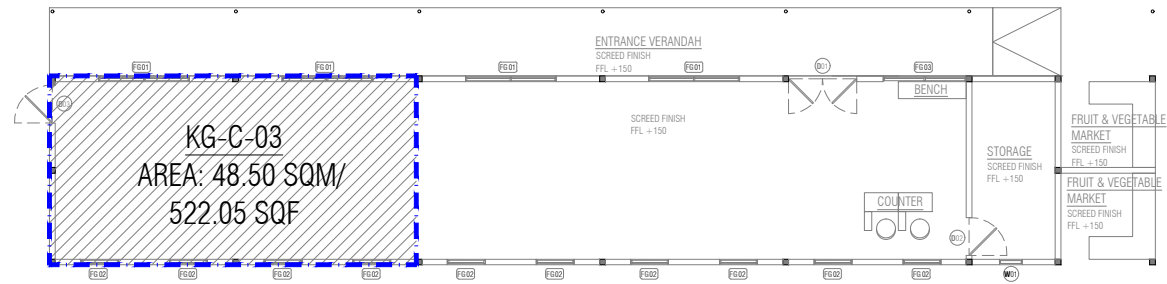 ENTRANCE VERANDAH
SCREED FINISH
FFL +150
FG01
FG01
FG01
FG01
D01
FG03
D03
BENCH
KG-C-03
AREA: 48.50 SQM/
522.05 SQF
SCREED FINISH
FFL +150
STORAGE
SCREED FINISH
FFL +150
FRUIT & VEGETABLE
MARKET
SCREED FINISH
FFL +150
FRUIT & VEGETABLE
MARKET
SCREED FINISH
FFL +150
COUNTER
D02
FG02
FG02
FG02
FG02
FG02
FG02
FG02
FG02
FG02
FG02
W01